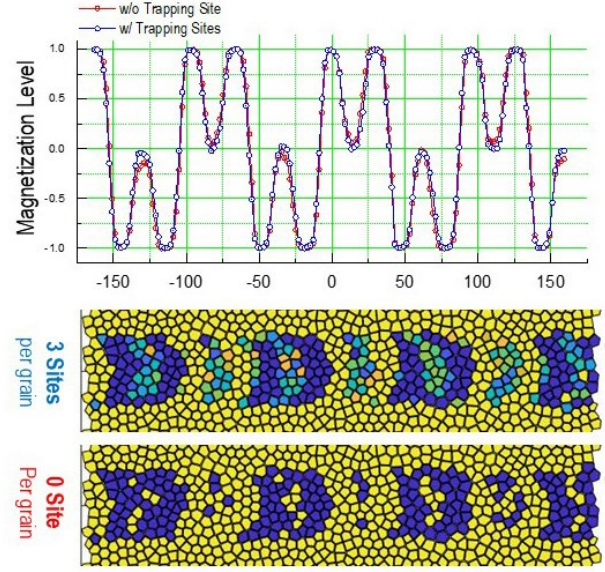 w/o Trapping Site
w/ Trapping Sites
Magnetization Level
1.0
0.5
0.0
-0.5
-1.0
-150
-100
-50
0
50
100
150
3 Sites
per grain
0 Site
Per grain